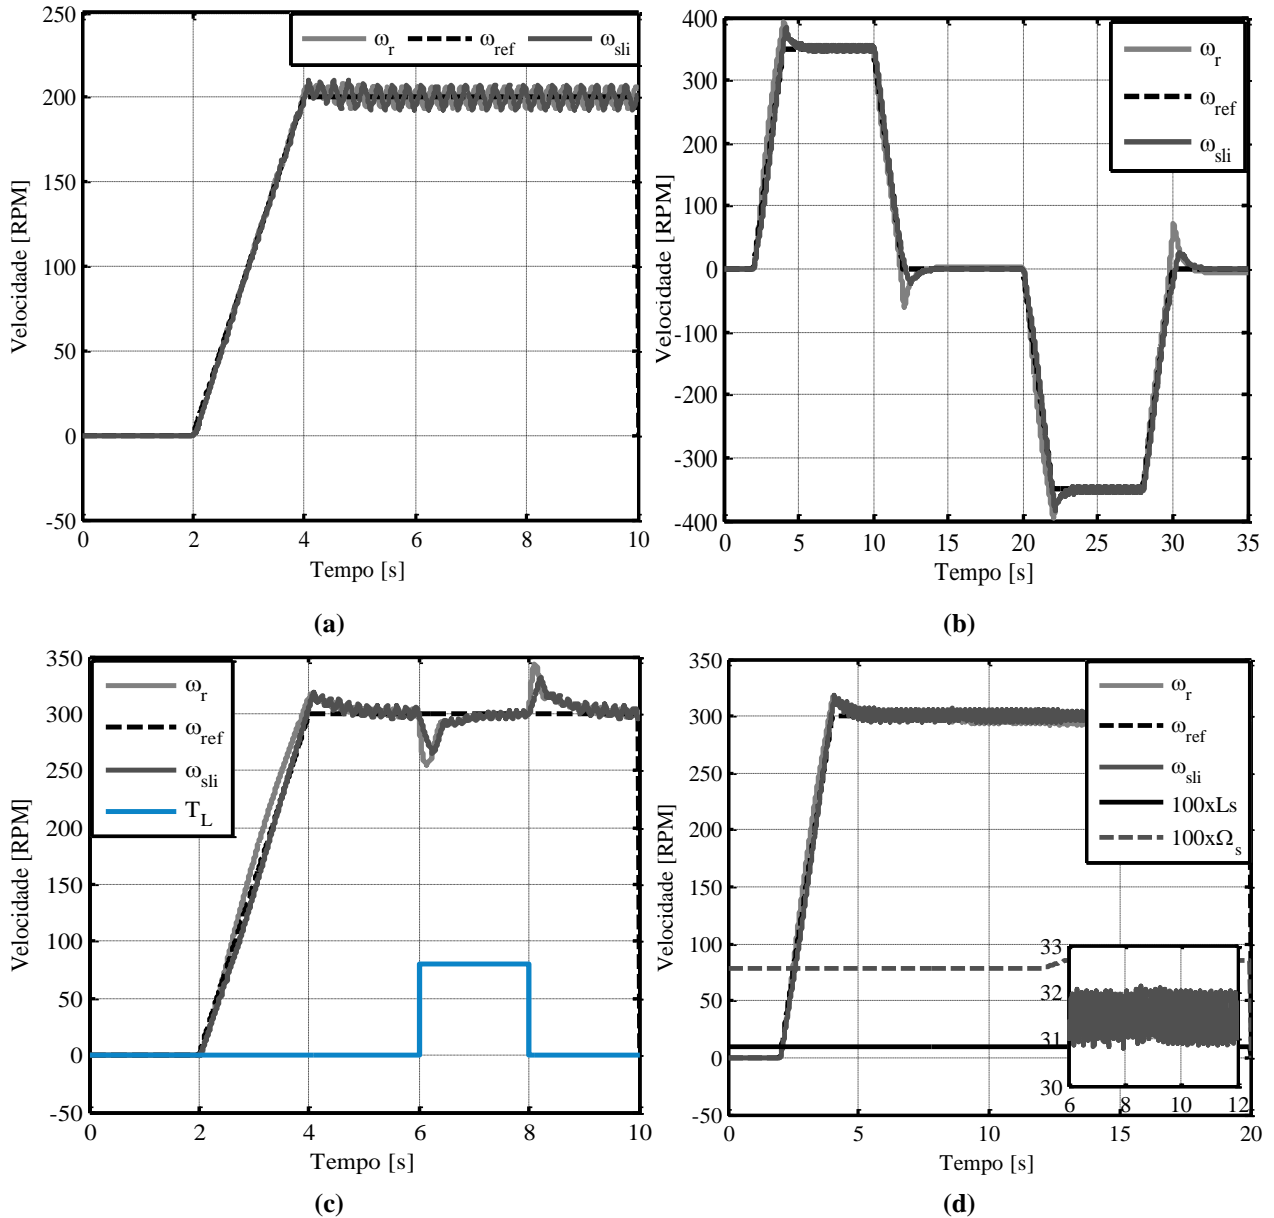 250
200
150
100
50
0
-50
0 2 4 6 8 10
Velocidade [RPM]
Tempo [s]
ω_r ω_ref ω_sli
(a)
400
300
200
100
0
-100
-200
-300
-400
0 5 10 15 20 25 30 35
Velocidade [RPM]
Tempo [s]
ω_r
ω_ref
ω_sli
(b)
350
300
250
200
150
100
50
0
-50
0 2 4 6 8 10
Velocidade [RPM]
Tempo [s]
ω_r
ω_ref
ω_sli
T_L
(c)
350
300
250
200
150
100
50
0
-50
0 5 10 15 20
Velocidade [RPM]
Tempo [s]
ω_r
ω_ref
ω_sli
100xLs
100xΩ_s
33
32
31
30
6 8 10 12
(d)